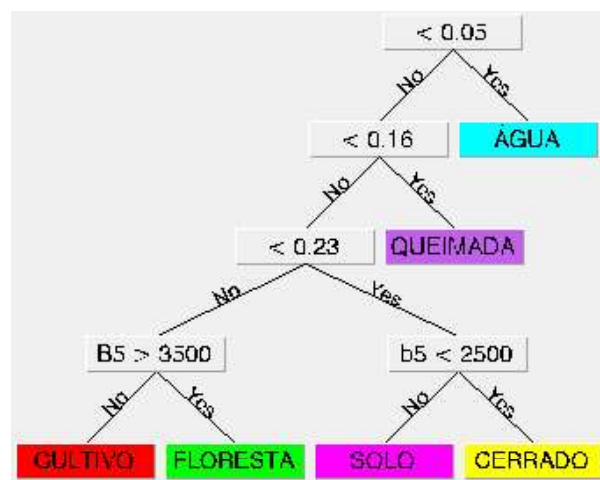 < 0.05
No
Yes
< 0.16
ÁGUA
No
Yes
< 0.23
QUEIMADA
No
Yes
B5 > 3500
b5 < 2500
No
Yes
No
Yes
CULTIVO
FLORESTA
SOLO
CERRADO